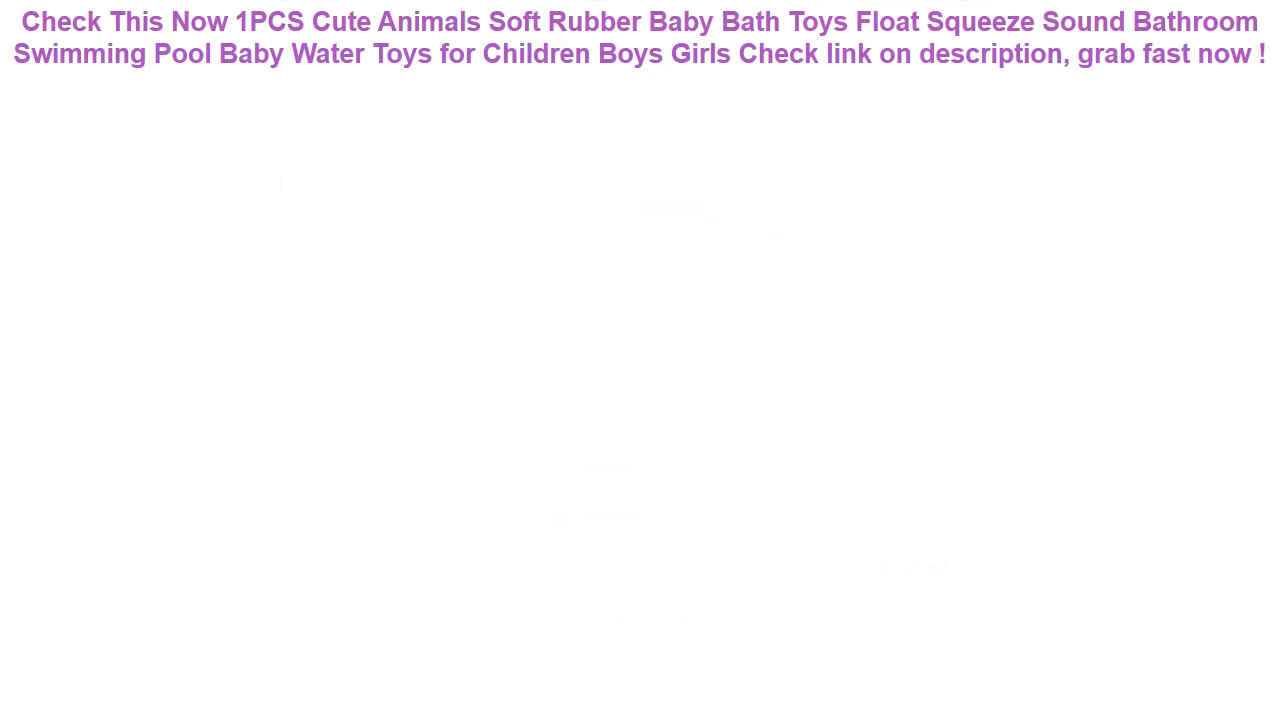 Check This Now 1PCS Cute Animals Soft Rubber Baby Bath Toys Float Squeeze Sound Bathroom
Swimming Pool Baby Water Toys for Children Boys Girls Check link on description, grab fast now !